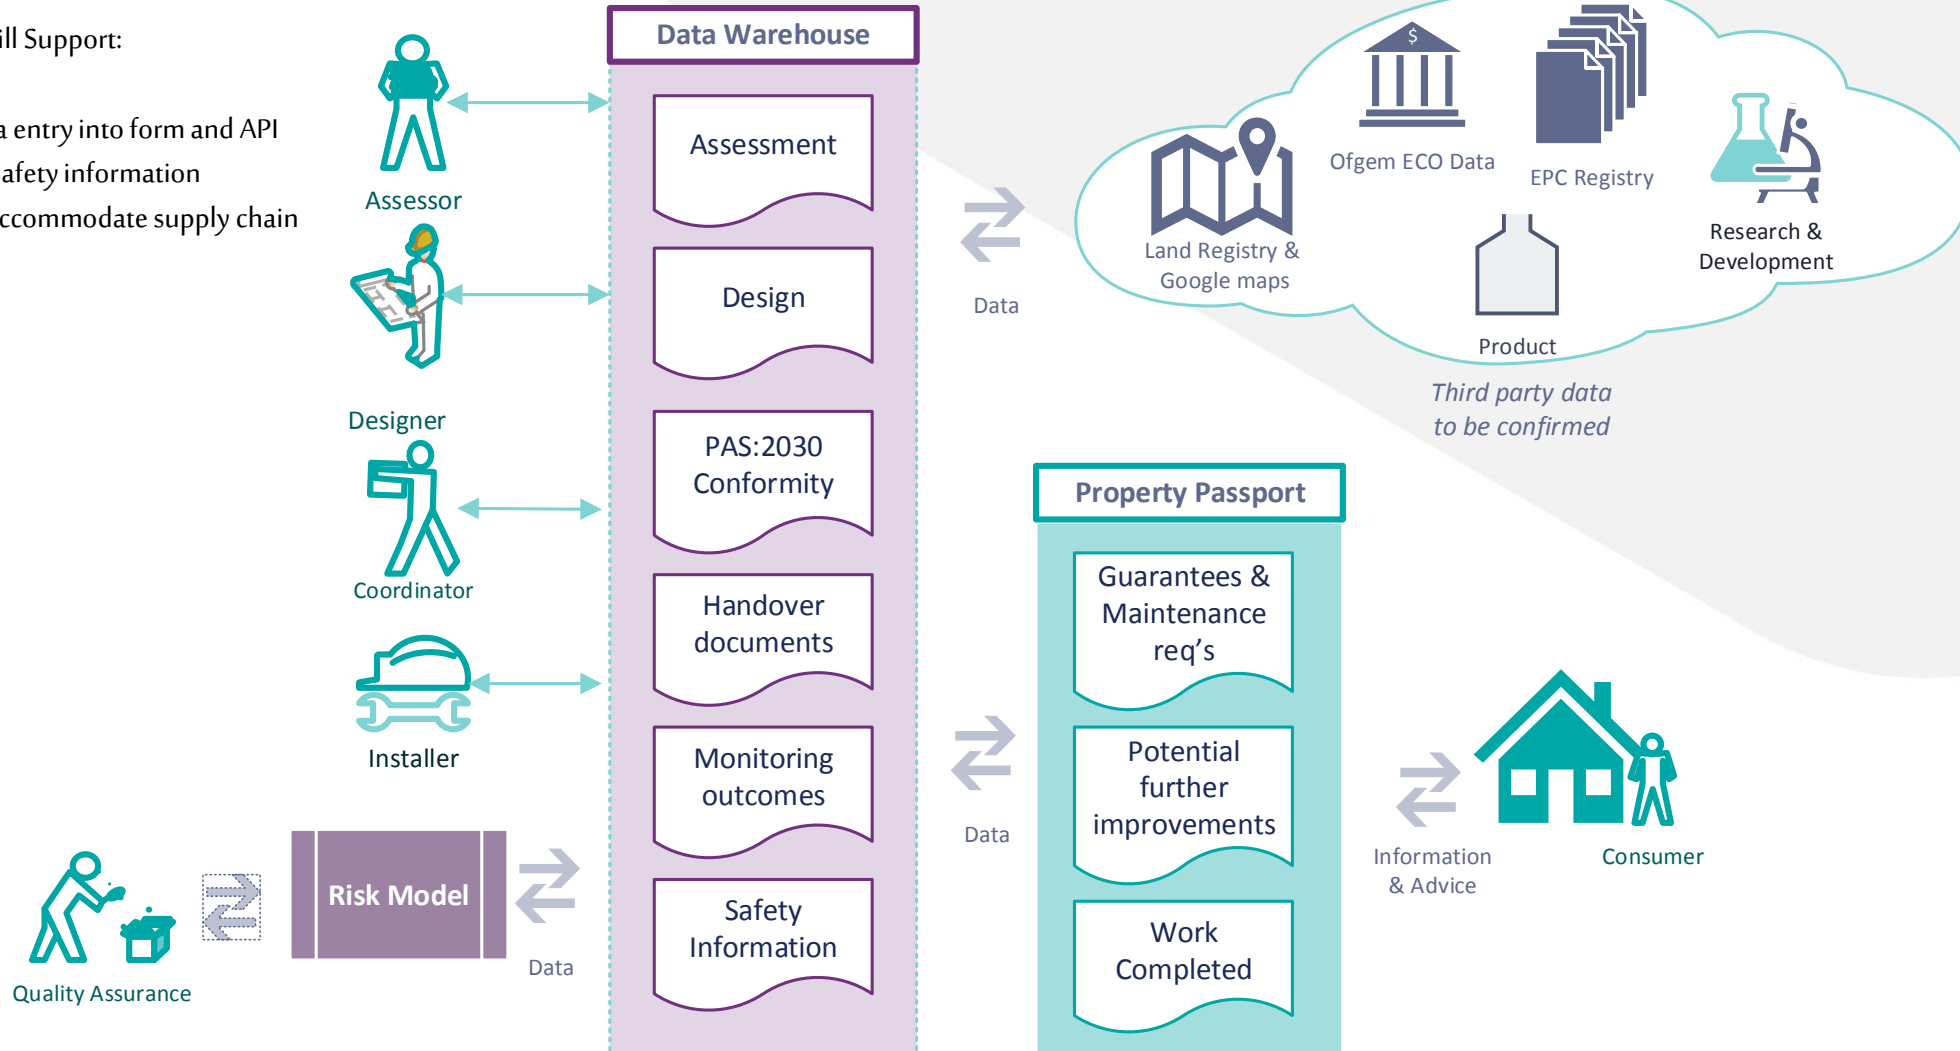 Support:
entry into form and API
information
supply chain
Assessor
Designer
Coordinator
Installer
Quality Assurance
Risk Model
Data
Data Warehouse
Assessment
Design
PAS:2030
Conformity
Handover
documents
Monitoring
outcomes
Safety
Information
Data
Land Registry &
Google maps
Ofgem ECO Data
$
EPC Registry
Research &
Development
Product
Third party data
to be confirmed
Data
Property Passport
Guarantees &
Maintenance
req's
Potential
further
improvements
Work
Completed
Information
& Advice
Consumer